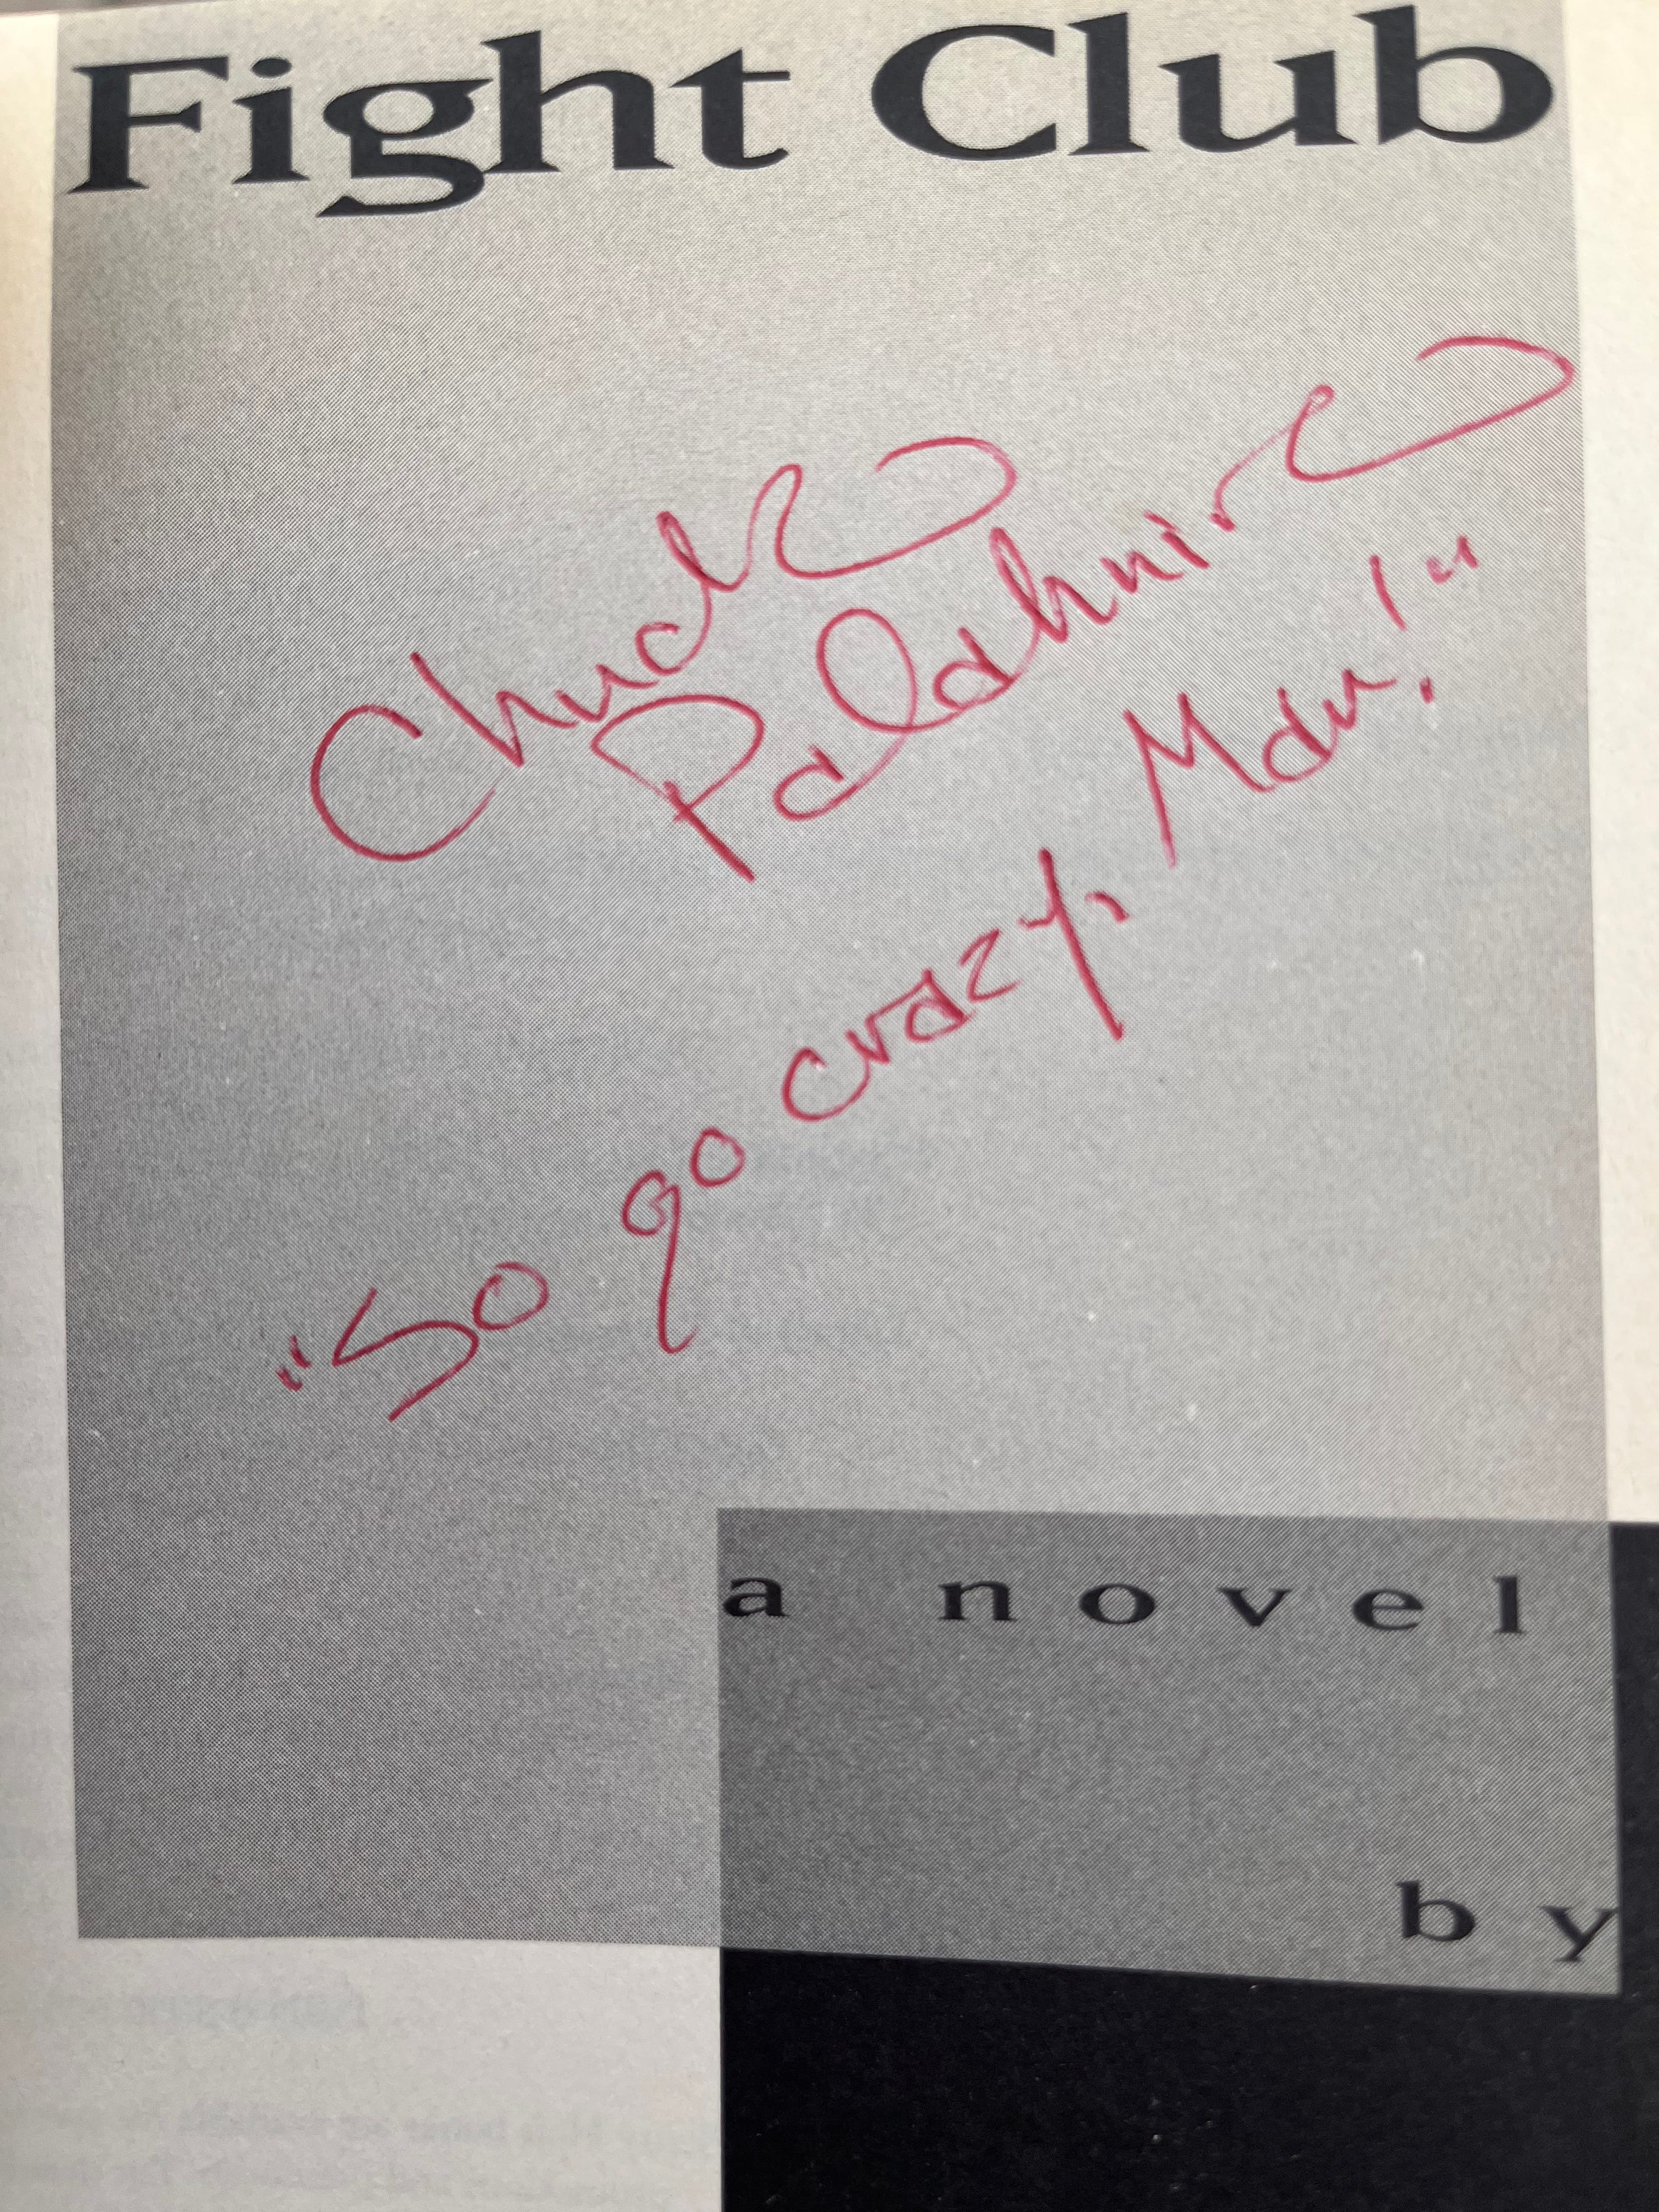 Fight Club
Chuck
Palahniuk
"So go crazy, Man!"
a novel
by